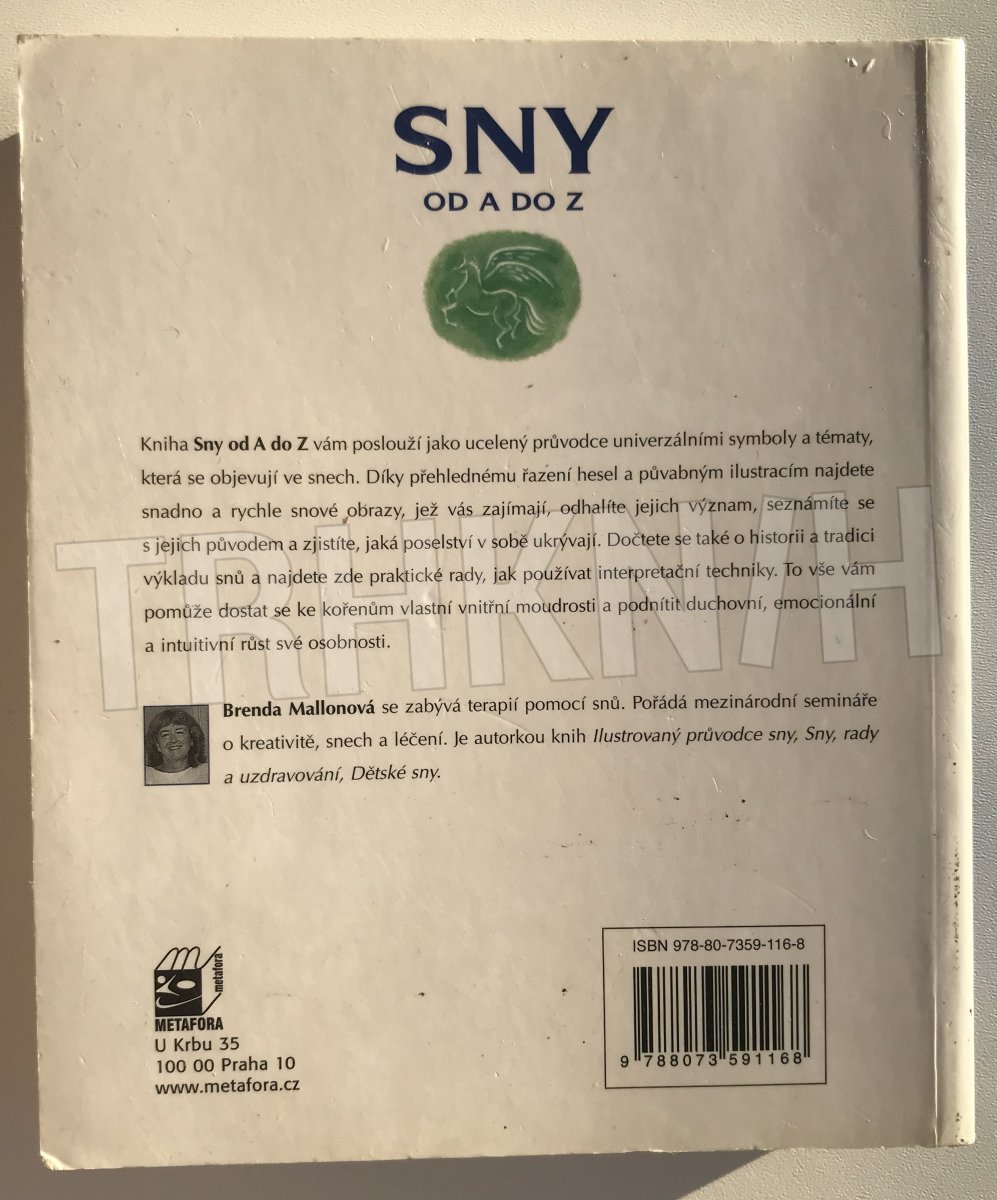 SNY
OD A DO Z
Kniha Sny od A do Z vám poslouží jako ucelený průvodce univerzálními symboly a tématy,
která se objevují ve snech. Díky přehlednému řazení hesel a půvabným ilustracím najdete
snadno a rychle snové obrazy, jež vás zajímají, odhalíte jejich význam, seznámíte se
s jejich původem a zjistíte, jaká poselství v sobě ukrývají. Dočtete se také o historii a tradici
výkladu snů a najdete zde praktické rady, jak používat interpretační techniky. To vše vám
pomůže dostat se ke kořenům vlastní vnitřní moudrosti a podnítit duchovní, emocionální
a intuitivní růst své osobnosti.
TRHKNIH
Brenda Mallonová se zabývá terapií pomocí snů. Pořádá mezinárodní semináře
o kreativitě, snech a léčení. Je autorkou knih Ilustrovaný průvodce sny, Sny, rady
a uzdravování, Dětské sny.
metafora
METAFORA
U Krbu 35
100 00 Praha 10
www.metafora.cz
ISBN 978-80-7359-116-8
9 788073 591168